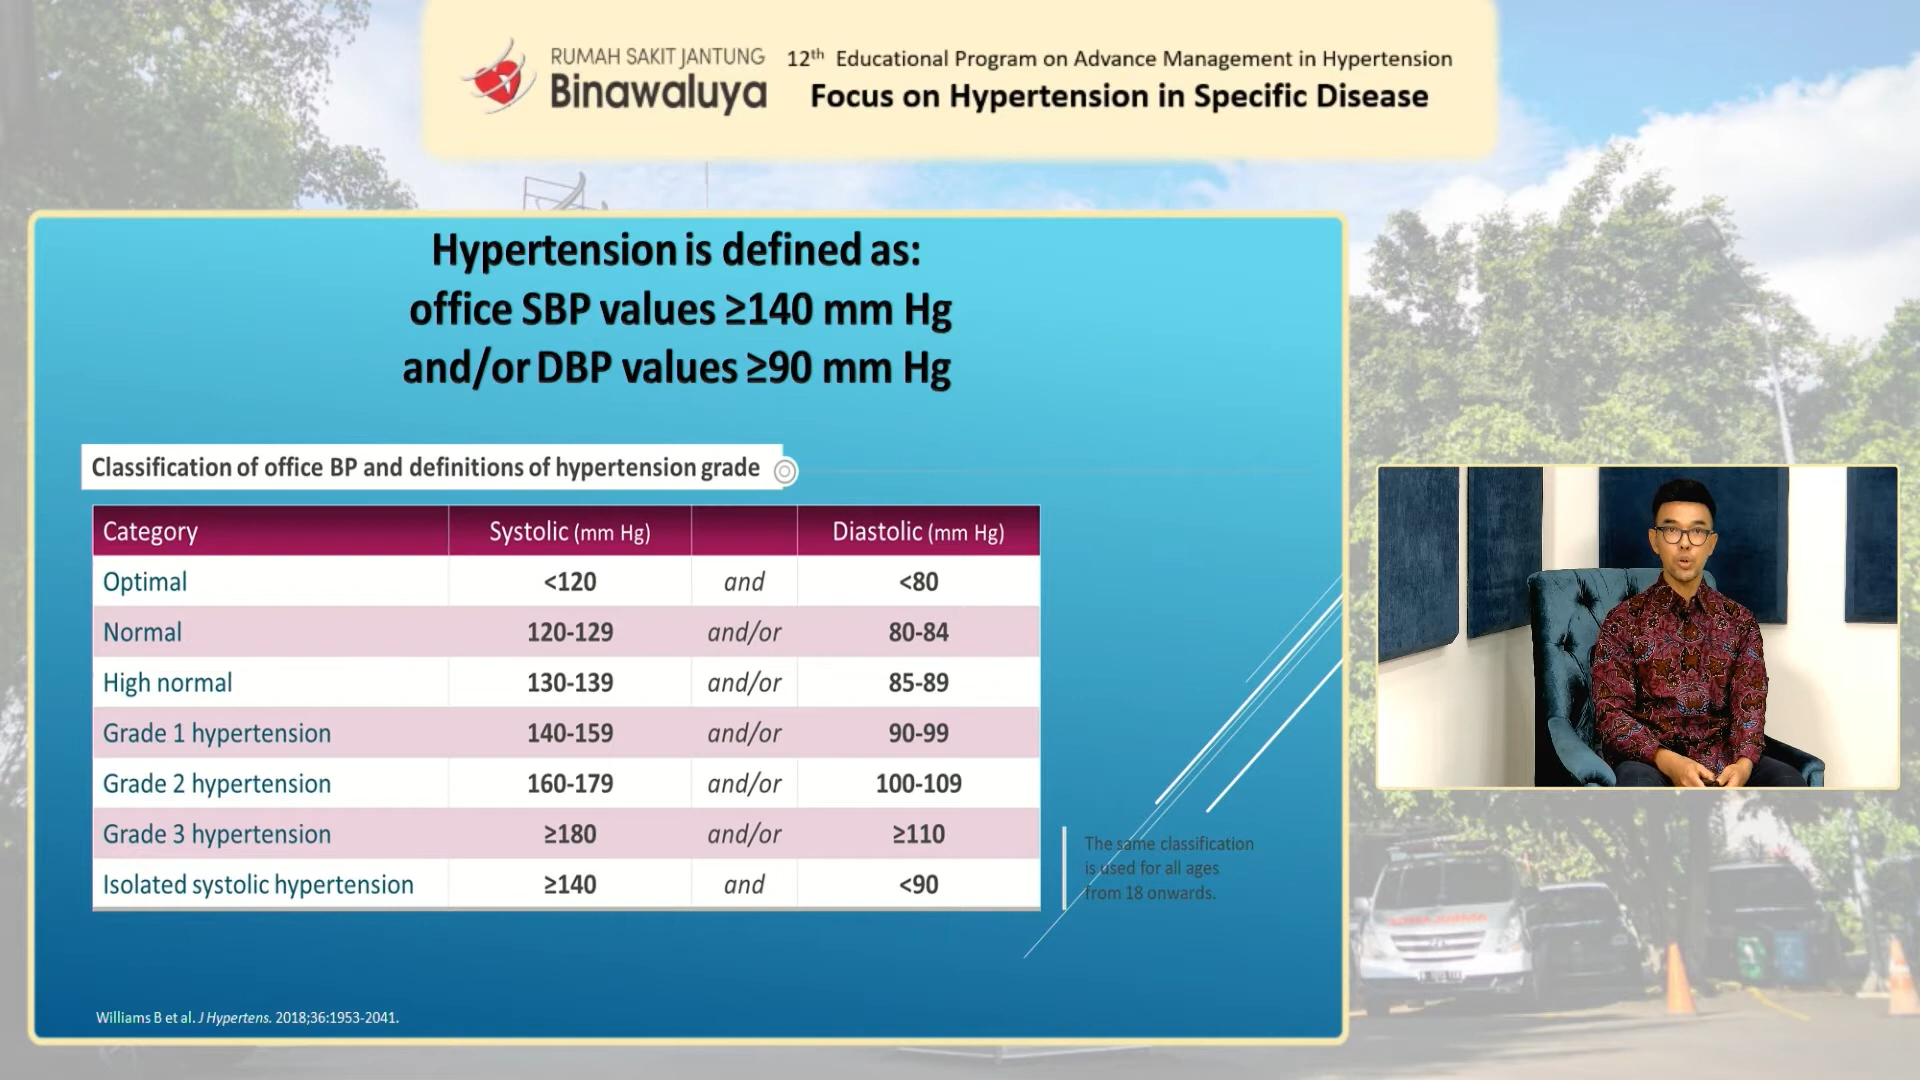 RUMAH SAKIT JANTUNG
Binawaluya
12th Educational Program on Advance Management in Hypertension
Focus on Hypertension in Specific Disease
Hypertension is defined as:
office SBP values ≥140 mm Hg
and/or DBP values ≥90 mm Hg
Classification of office BP and definitions of hypertension grade
Category Systolic (mm Hg) Diastolic (mm Hg)
Optimal <120 and <80
Normal 120-129 and/or 80-84
High normal 130-139 and/or 85-89
Grade 1 hypertension 140-159 and/or 90-99
Grade 2 hypertension 160-179 and/or 100-109
Grade 3 hypertension ≥180 and/or ≥110
Isolated systolic hypertension ≥140 and <90
The same classification
is used for all ages
from 18 onwards.
Williams B et al. J Hypertens. 2018;36:1953-2041.